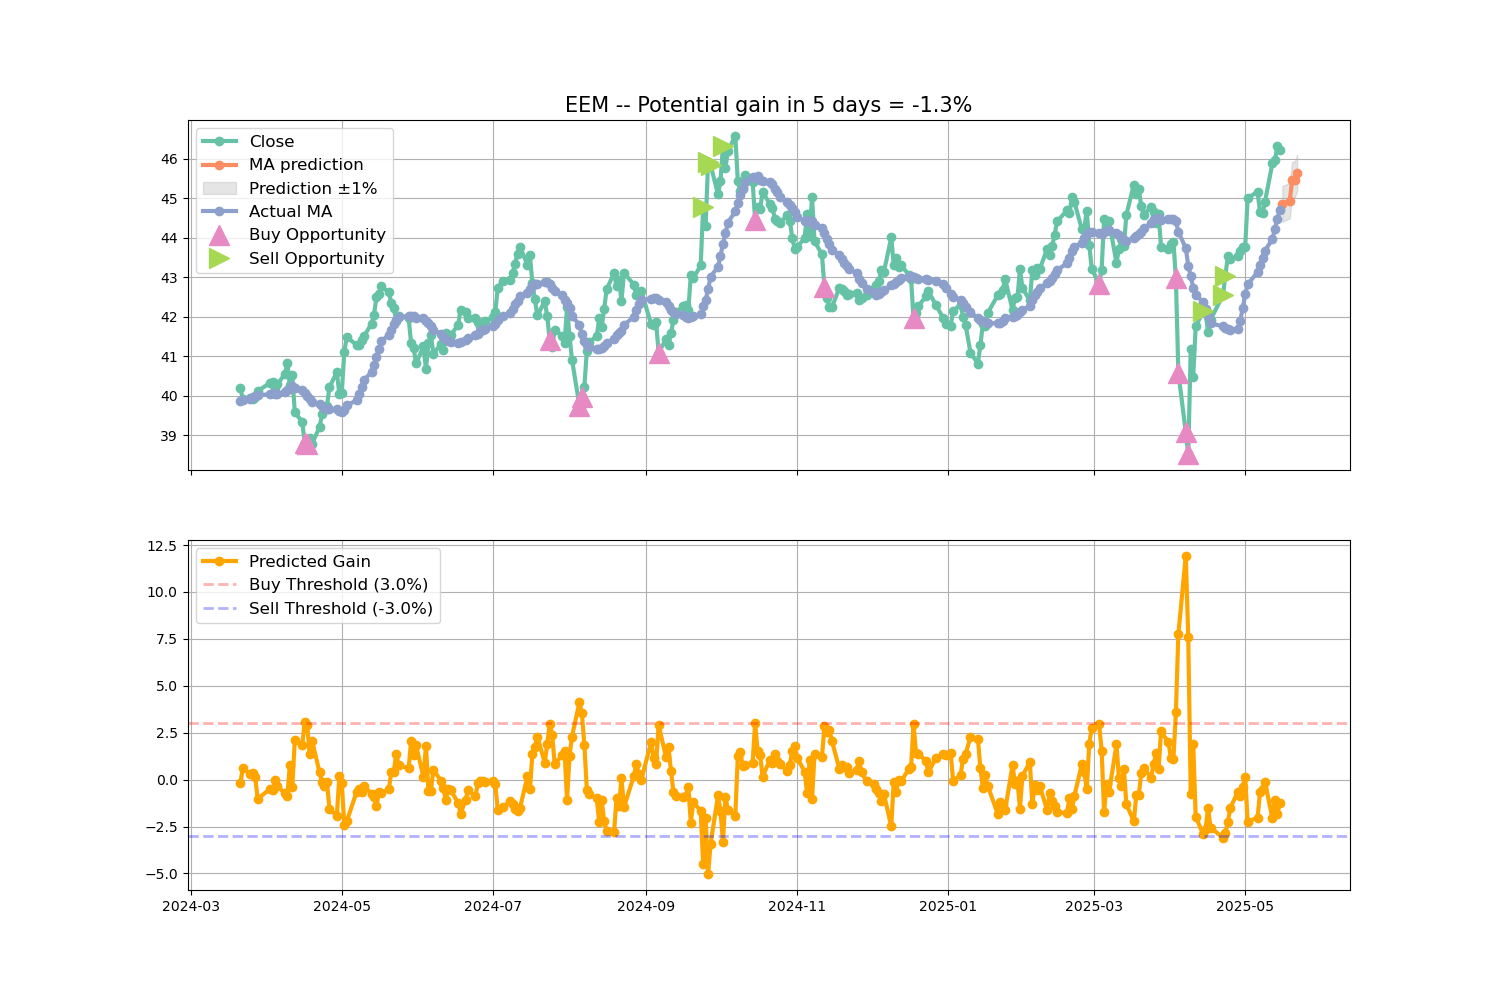 EEM -- Potential gain in 5 days = -1.3%
Close
MA prediction
Prediction ±1%
Actual MA
Buy Opportunity
Sell Opportunity
46
45
44
43
42
41
40
39
Predicted Gain
Buy Threshold (3.0%)
Sell Threshold (-3.0%)
12.5
10.0
7.5
5.0
2.5
0.0
−2.5
−5.0
2024-03 2024-05 2024-07 2024-09 2024-11 2025-01 2025-03 2025-05